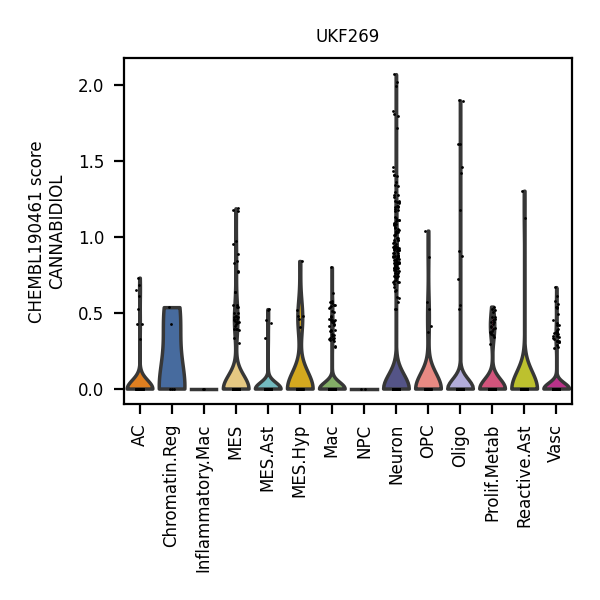 UKF269
CHEMBL190461 score
CANNABIDIOL
2.0
1.5
1.0
0.5
0.0
AC
Chromatin.Reg
Inflammatory.Mac
MES
MES.Ast
MES.Hyp
Mac
NPC
Neuron
OPC
Oligo
Prolif.Metab
Reactive.Ast
Vasc